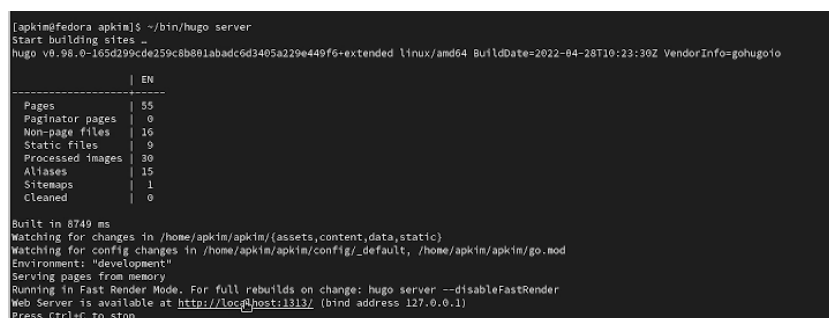 [apkim@fedora apkim]$ ~/bin/hugo server
Start building sites …
hugo v0.98.0-165d299cde259c8b801abadc6d3405a229e449f6+extended linux/amd64 BuildDate=2022-04-28T10:23:30Z VendorInfo=gohugoio
| EN
-------------------+-----
Pages | 55
Paginator pages | 0
Non-page files | 16
Static files | 9
Processed images | 30
Aliases | 15
Sitemaps | 1
Cleaned | 0
Built in 8749 ms
Watching for changes in /home/apkim/apkim/{assets,content,data,static}
Watching for config changes in /home/apkim/apkim/config/_default, /home/apkim/apkim/go.mod
Environment: "development"
Serving pages from memory
Running in Fast Render Mode. For full rebuilds on change: hugo server --disableFastRender
Web Server is available at http://localhost:1313/ (bind address 127.0.0.1)
Press Ctrl+C to stop